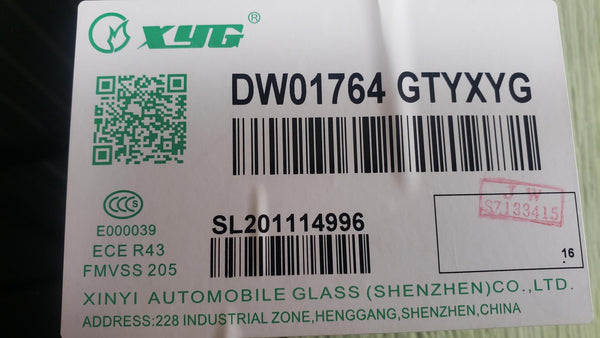 XYG®
DW01764 GTYXYG
CCC S
E000039
ECE R43
FMVSS 205
SL201114996
J W
S7133415
16
XINYI AUTOMOBILE GLASS (SHENZHEN)CO.,LTD.
ADDRESS:228 INDUSTRIAL ZONE,HENGGANG,SHENZHEN,CHINA